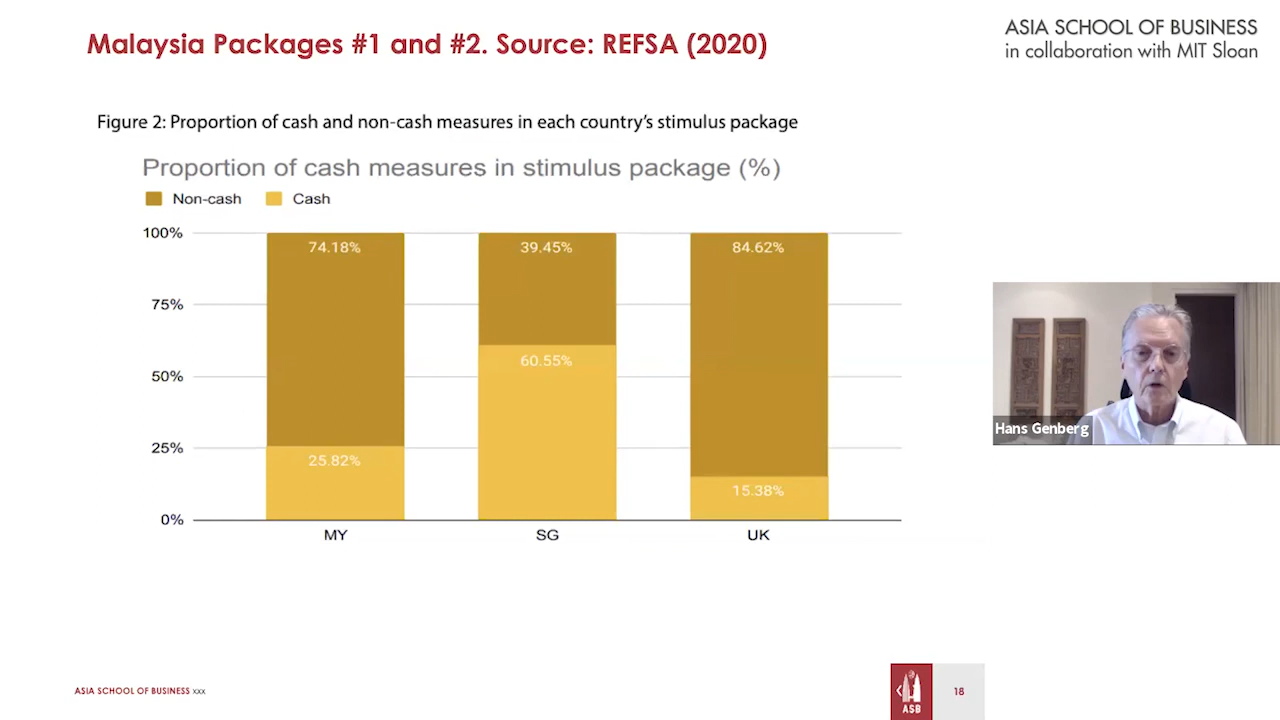 Malaysia Packages #1 and #2. Source: REFSA (2020)
ASIA SCHOOL OF BUSINESS
in collaboration with MIT Sloan
Figure 2: Proportion of cash and non-cash measures in each country's stimulus package
Proportion of cash measures in stimulus package (%)
Non-cash Cash
100%
75%
50%
25%
0%
74.18%
39.45%
84.62%
60.55%
25.82%
15.38%
MY
SG
UK
Hans Genberg
ASIA SCHOOL OF BUSINESS xxx
ASB
18